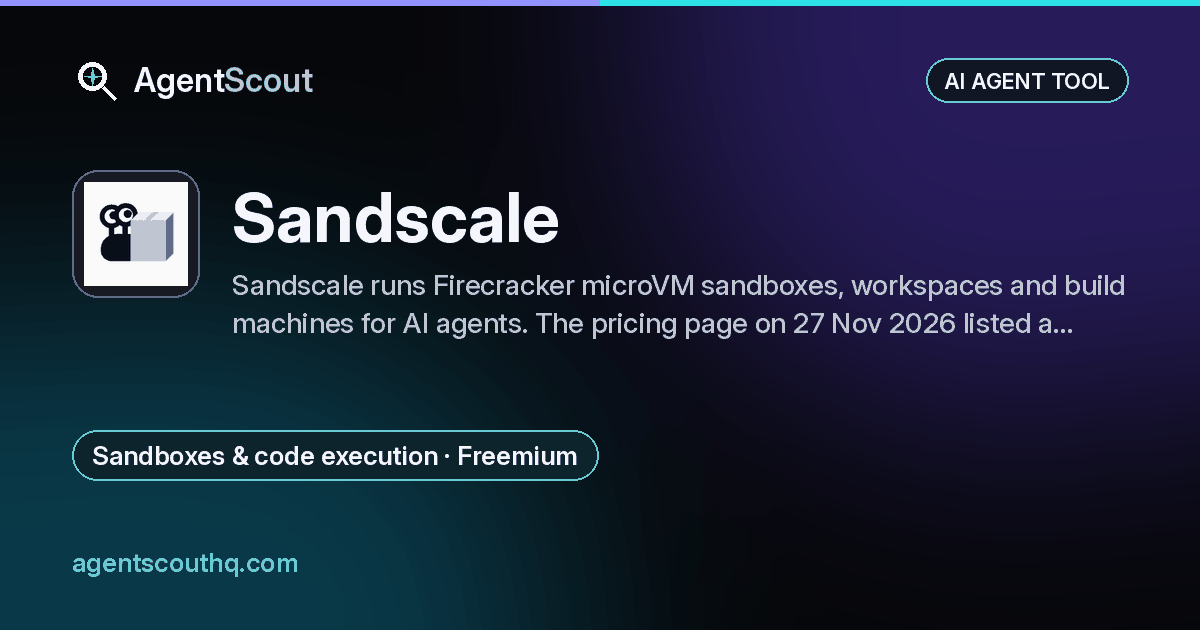 AgentScout
AI AGENT TOOL
Sandscale
Sandscale runs Firecracker microVM sandboxes, workspaces and build
machines for AI agents. The pricing page on 27 Nov 2026 listed a...
Sandboxes & code execution · Freemium
agentscouthq.com